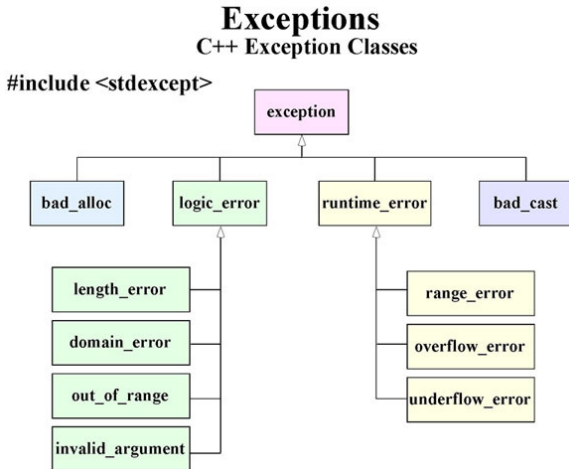 Exceptions
C++ Exception Classes
#include <stdexcept>
exception
bad_alloc
logic_error
runtime_error
bad_cast
length_error
domain_error
out_of_range
invalid_argument
range_error
overflow_error
underflow_error